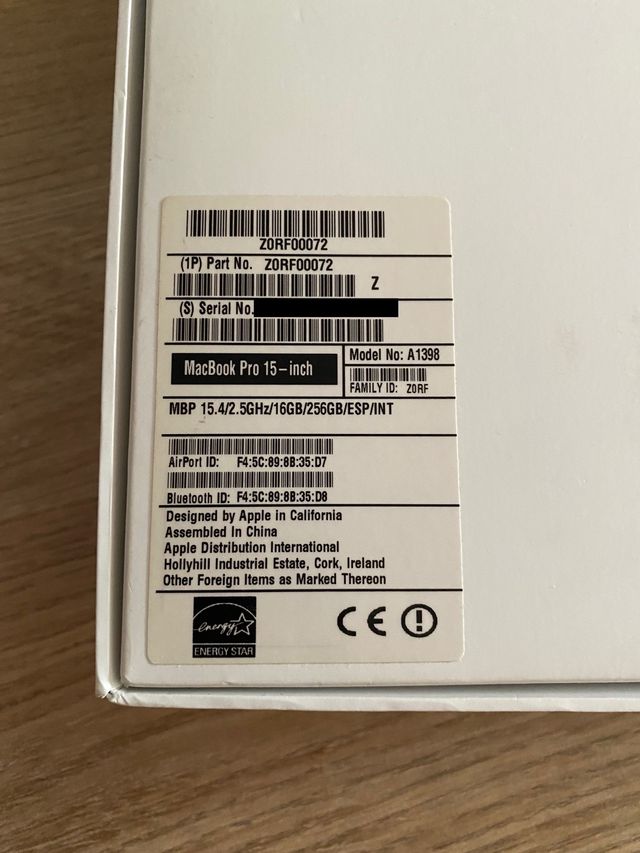 Z0RF00072
(1P) Part No. Z0RF00072
Z
(S) Serial No.
MacBook Pro 15-inch
Model No: A1398
FAMILY ID: Z0RF
MBP 15.4/2.5GHz/16GB/256GB/ESP/INT
AirPort ID: F4:5C:89:8B:35:D7
Bluetooth ID: F4:5C:89:8B:35:D8
Designed by Apple in California
Assembled In China
Apple Distribution International
Hollyhill Industrial Estate, Cork, Ireland
Other Foreign Items as Marked Thereon
energy
ENERGY STAR
CE